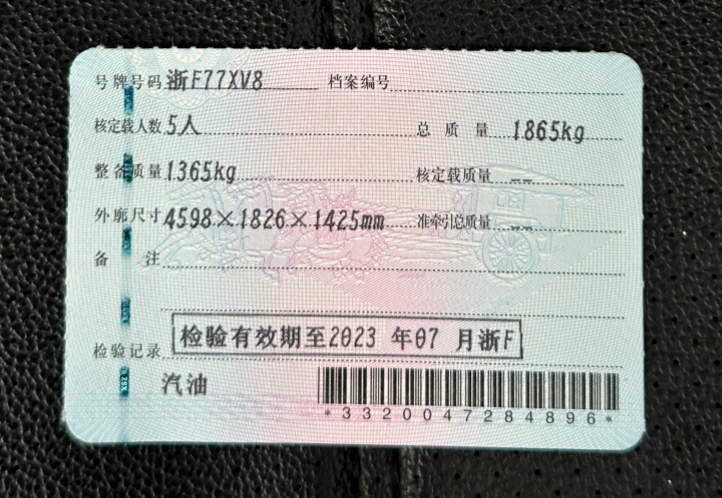 号牌号码 浙F77XV8 档案编号
核定载人数 5人 总质量 1865kg
整备质量 1365kg 核定载质量 --
外廓尺寸 4598×1826×1425mm 准牵引总质量 --
备注
检验记录 检验有效期至2023 年07 月浙F
汽油
*3320047284896*